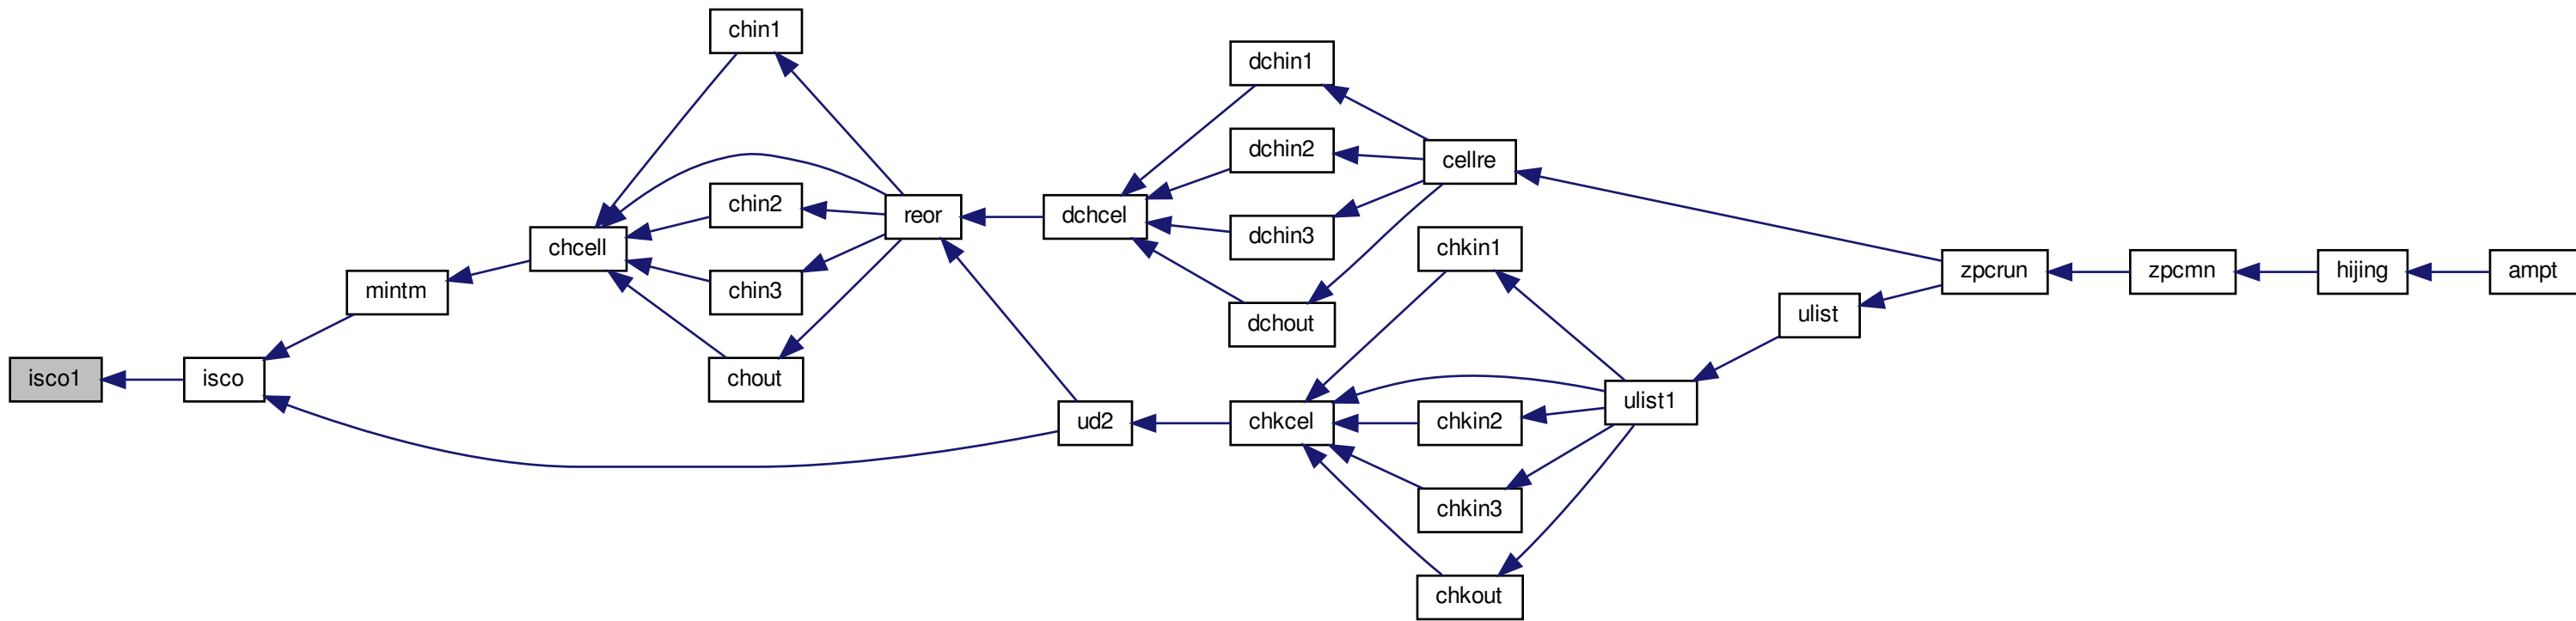 chin1
dchin1
dchin2
cellre
chin2
reor
dchcel
dchin3
chcell
chkin1
mintm
chin3
zpcrun
zpcmn
hijing
ampt
dchout
ulist
isco1
isco
chout
ulist1
ud2
chkcel
chkin2
chkin3
chkout